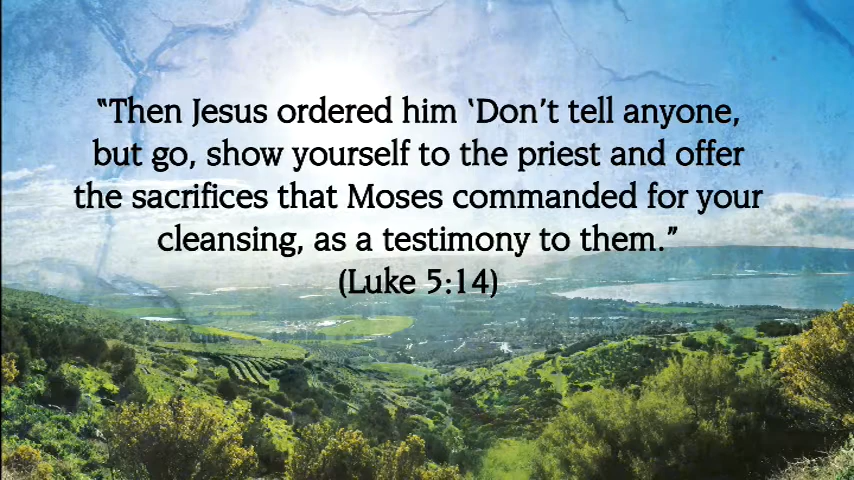 “Then Jesus ordered him ‘Don’t tell anyone,
but go, show yourself to the priest and offer
the sacrifices that Moses commanded for your
cleansing, as a testimony to them.”
(Luke 5:14)